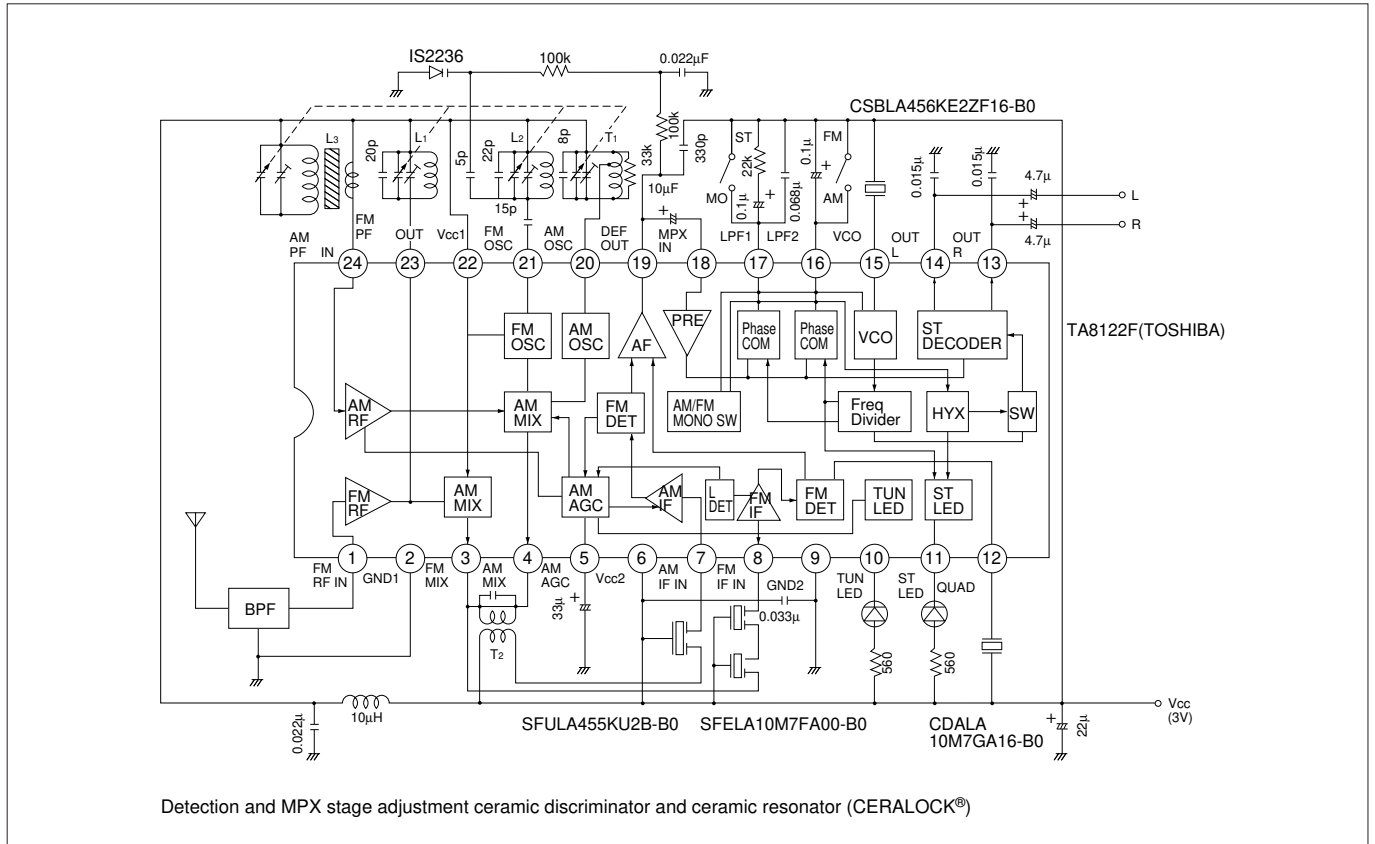 IS2236
100k
0.022µF
CSBLA456KE2ZF16-B0
L3
20p
L1
5p
22p
L2
8p
T1
33k
100k
330p
ST
22k
0.1µ
FM
0.015µ
0.015µ
4.7µ
L
10µF
MO
0.1µ
0.068µ
AM
15p
4.7µ
R
AM PF
FM PF
IN
OUT
Vcc1
FM OSC
AM OSC
DEF OUT
MPX IN
LPF1
LPF2
VCO
OUT L
OUT R
24
23
22
21
20
19
18
17
16
15
14
13
TA8122F(TOSHIBA)
FM OSC
AM OSC
AF
PRE
Phase COM
Phase COM
VCO
ST DECODER
AM RF
AM MIX
FM DET
AM/FM MONO SW
Freq Divider
HYX
SW
FM RF
AM MIX
AM AGC
AM IF
L DET
FM IF
FM DET
TUN LED
ST LED
1
2
3
4
5
6
7
8
9
10
11
12
FM RF IN
GND1
FM MIX
AM MIX
AM AGC
Vcc2
AM IF IN
FM IF IN
GND2
TUN LED
ST LED
QUAD
BPF
T2
33µ
0.033µ
560
560
0.022µ
10µH
SFULA455KU2B-B0
SFELA10M7FA00-B0
CDALA
10M7GA16-B0
22µ
Vcc
(3V)
Detection and MPX stage adjustment ceramic discriminator and ceramic resonator (CERALOCK®)